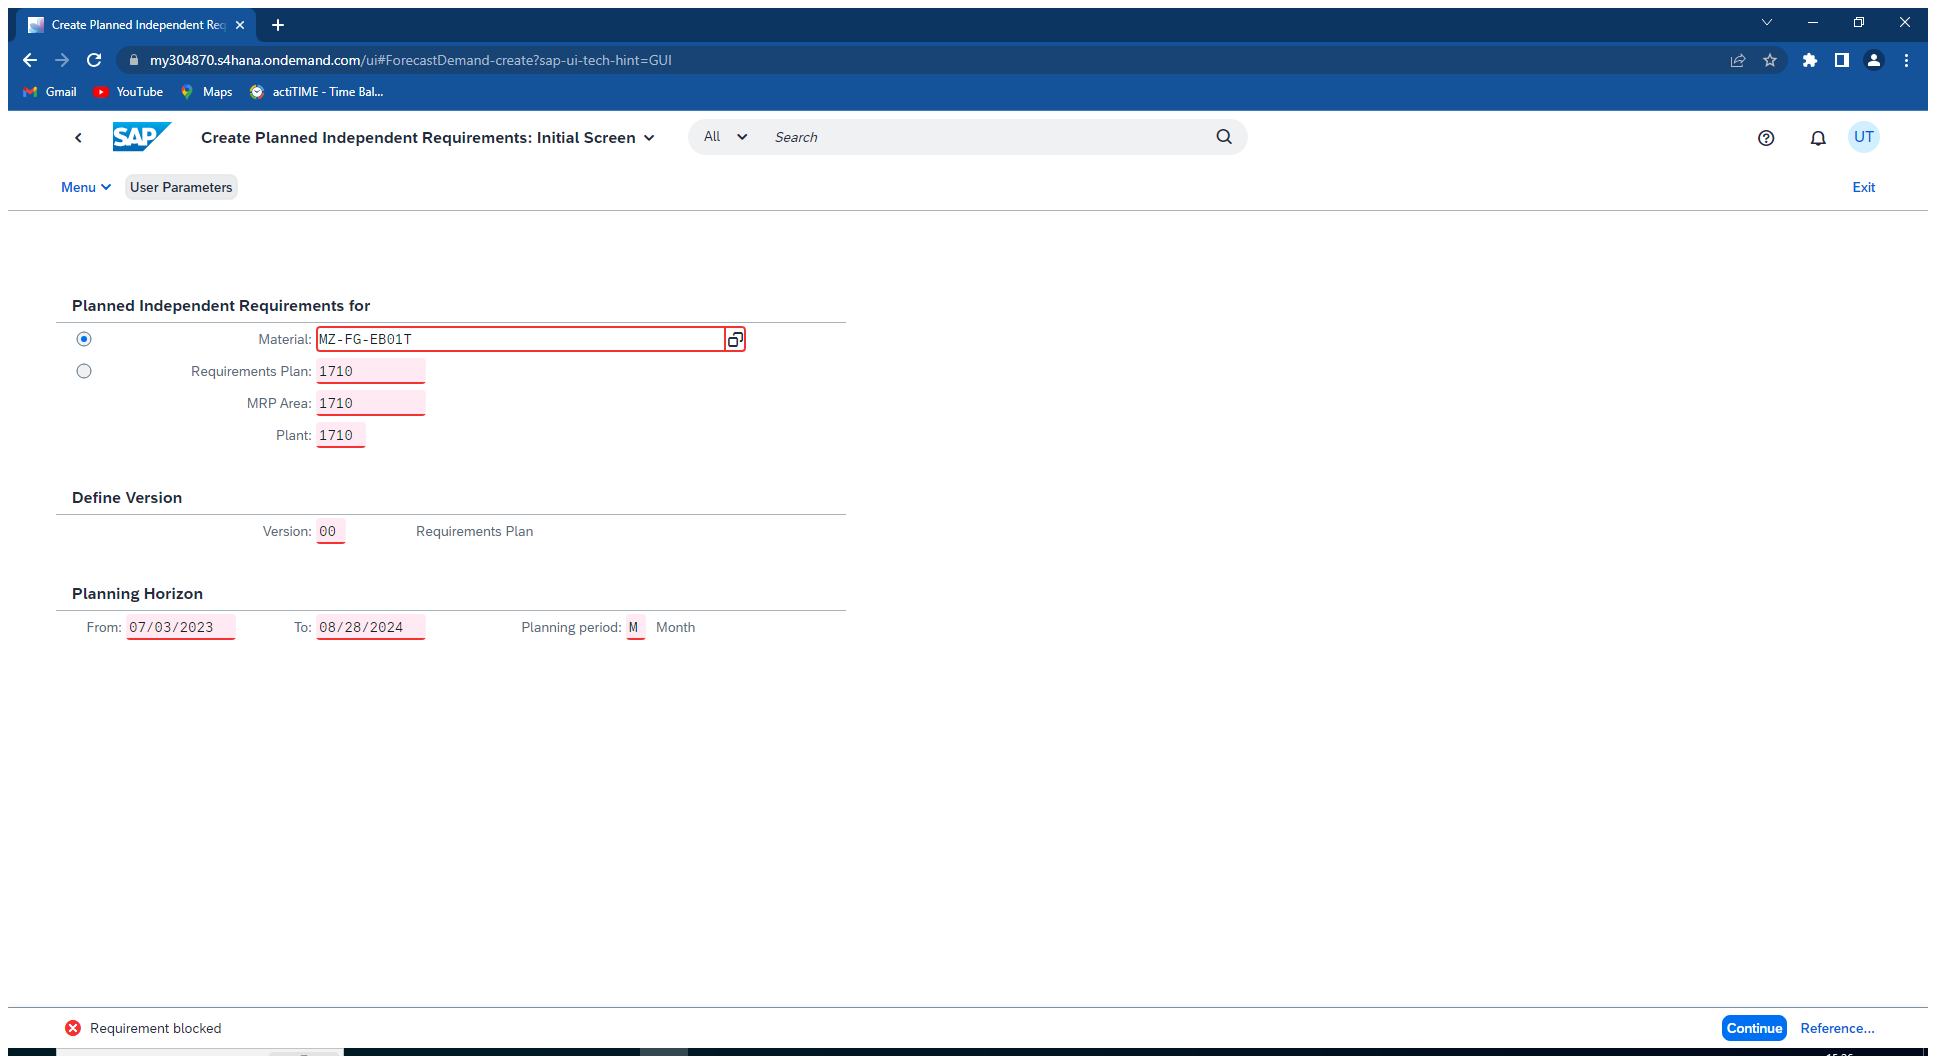 Create Planned Independent Req
my304870.s4hana.ondemand.com/ui#ForecastDemand-create?sap-ui-tech-hint=GUI
Gmail YouTube Maps actiTIME - Time Bal...
SAP Create Planned Independent Requirements: Initial Screen All Search UT
Menu User Parameters Exit
Planned Independent Requirements for
Material: MZ-FG-EB01T
Requirements Plan: 1710
MRP Area: 1710
Plant: 1710
Define Version
Version: 00 Requirements Plan
Planning Horizon
From: 07/03/2023 To: 08/28/2024 Planning period: M Month
Requirement blocked Continue Reference...